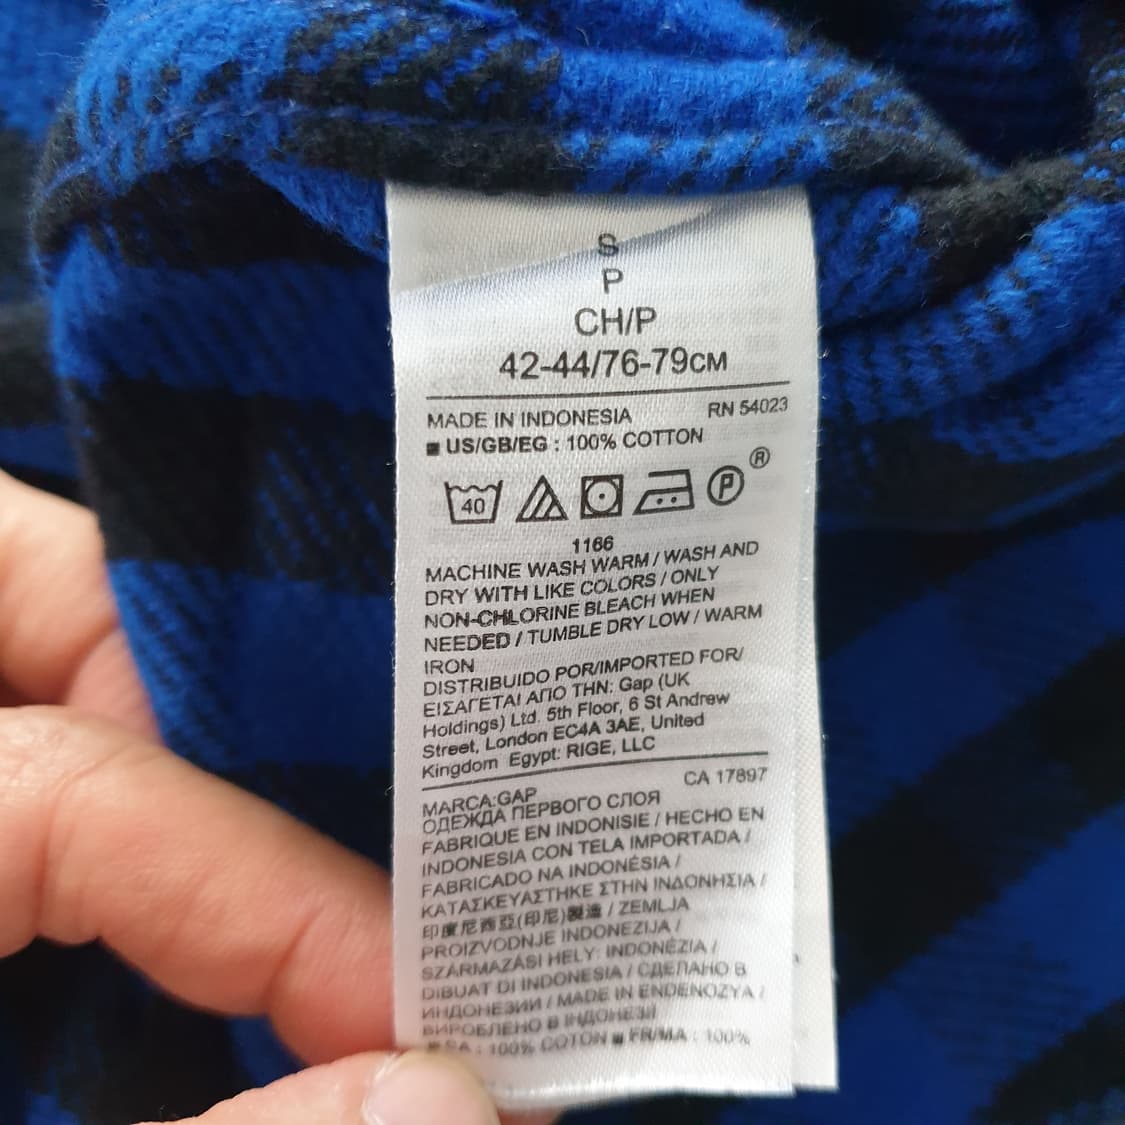 S
P
CH/P
42-44/76-79CM
MADE IN INDONESIA RN 54023
US/GB/EG : 100% COTTON
40 P ®
1166
MACHINE WASH WARM / WASH AND
DRY WITH LIKE COLORS / ONLY
NON-CHLORINE BLEACH WHEN
NEEDED / TUMBLE DRY LOW / WARM
IRON
DISTRIBUIDO POR/IMPORTED FOR/
ΕΙΣΑΓΕΤΑΙ ΑΠΟ ΤΗΝ: Gap (UK
Holdings) Ltd. 5th Floor, 6 St Andrew
Street, London EC4A 3AE, United
Kingdom Egypt: RIGE, LLC
CA 17897
MARCA:GAP
ОДЕЖДА ПЕРВОГО СЛОЯ
FABRIQUE EN INDONISIE / HECHO EN
INDONESIA CON TELA IMPORTADA /
FABRICADO NA INDONÉSIA /
ΚΑΤΑΣΚΕΥΑΣΤΗΚΕ ΣΤΗΝ ΙΝΔΟΝΗΣΙΑ /
印度尼西亞(印尼)製造 / ZEMLJA
PROIZVODNJE INDONEZIJA /
SZÁRMAZÁSI HELY: INDONÉZIA /
DIBUAT DI INDONESIA / СДЕЛАНО В
ИНДОНЕЗИИ / MADE IN ENDENOZYA /
ВИРОБЛЕНО В ІНДОНЕЗІЇ
SA : 100% COTON FR/MA : 100%